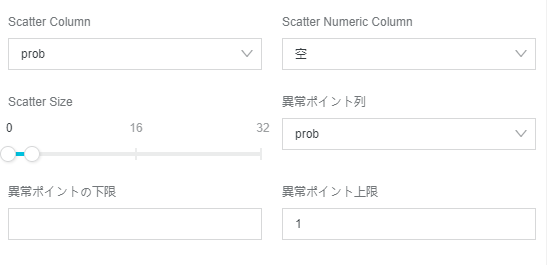 Scatter Column
Scatter Numeric Column
prob
空
Scatter Size
異常ポイント列
0
16
32
prob
異常ポイントの下限
異常ポイント上限
1